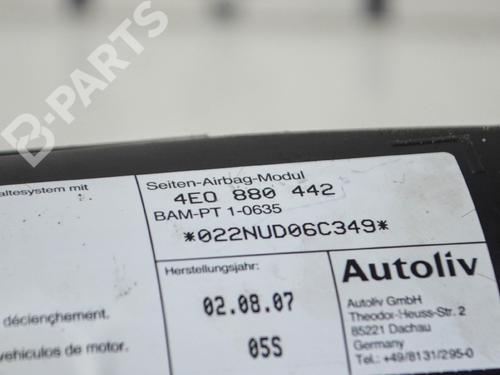 B-PARTS
altesystem mit
Seiten-Airbag-Modul
4E0 880 442
BAM-PT 1-0635
*022NUD06C349*
Herstellungsjahr:
02.08.07
05S
Autoliv
Autoliv GmbH
Theodor-Heuss-Str. 2
85221 Dachau
Germany
Tel.: +49/8131/295-0
déclenchement.
vehiculos de motor.